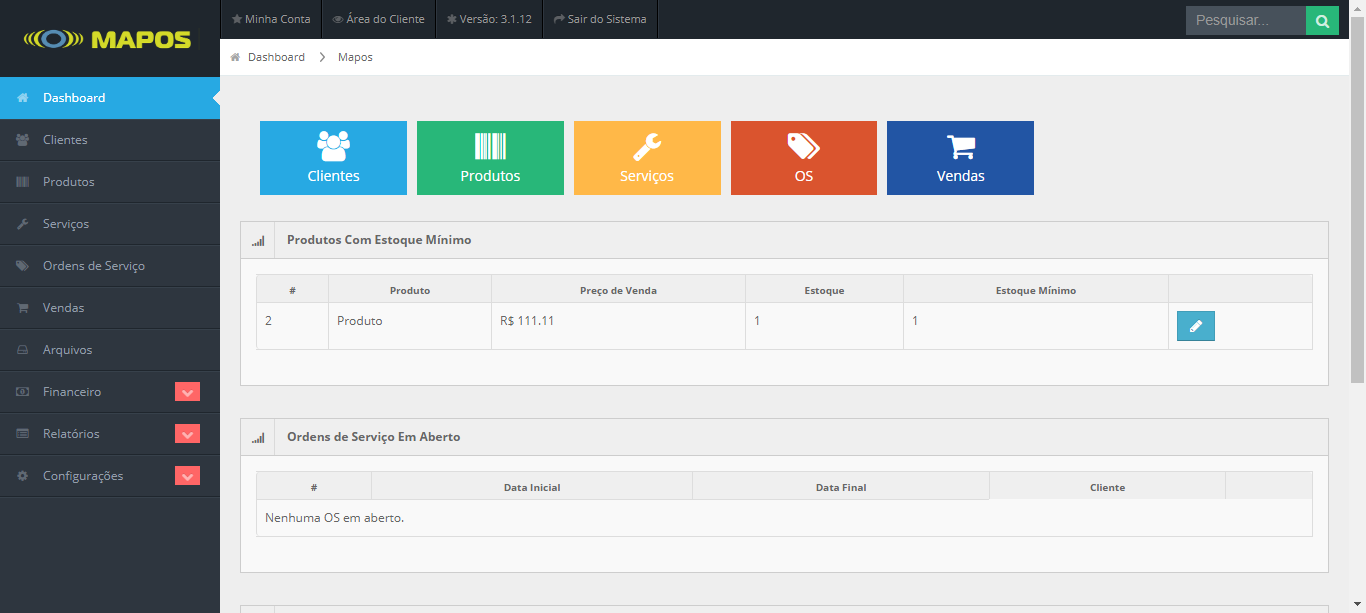 MAPOS
Minha Conta
Área do Cliente
Versão: 3.1.12
Sair do Sistema
Pesquisar...
Dashboard
Mapos
Dashboard
Clientes
Produtos
Serviços
Ordens de Serviço
Vendas
Arquivos
Financeiro
Relatórios
Configurações
Clientes
Produtos
Serviços
OS
Vendas
Produtos Com Estoque Mínimo
# Produto Preço de Venda Estoque Estoque Mínimo
2 Produto R$ 111.11 1 1
Ordens de Serviço Em Aberto
# Data Inicial Data Final Cliente
Nenhuma OS em aberto.